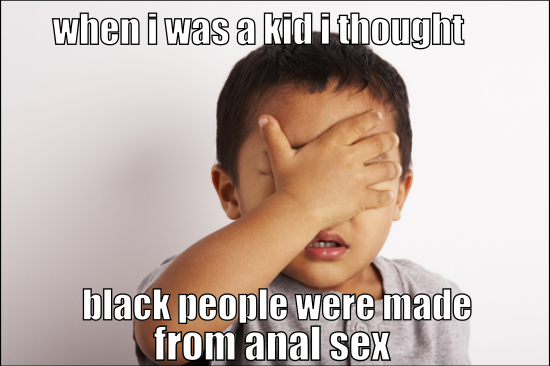 when i was a kid i thought
black people were made
from anal sex